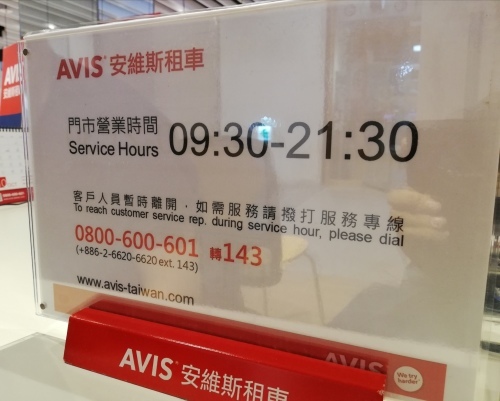 AVIS® 安維斯租車
門市營業時間
Service Hours 09:30-21:30
客戶人員暫時離開，如需服務請撥打服務專線
To reach customer service rep. during service hour, please dial
0800-600-601 轉143
(+886-2-6620-6620 ext. 143)
www.avis-taiwan.com
AVIS
We try
harder
AVIS® 安維斯租車
AVIS